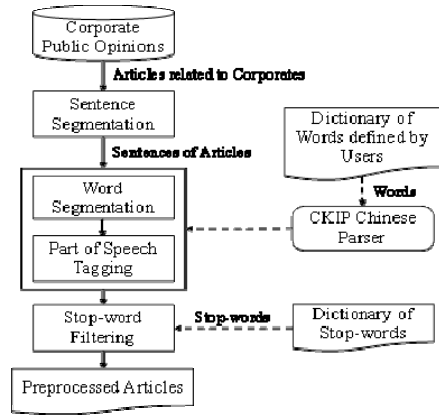 Corporate
Public Opinions
Articles related to Corporates
Sentence
Segmentation
Sentences of Articles
Dictionary of
Words defined by
Users
Words
Word
Segmentation
CKIP Chinese
Parser
Part of Speech
Tagging
Stop-word
Filtering
Stop-words
Dictionary of
Stop-words
Preprocessed Articles